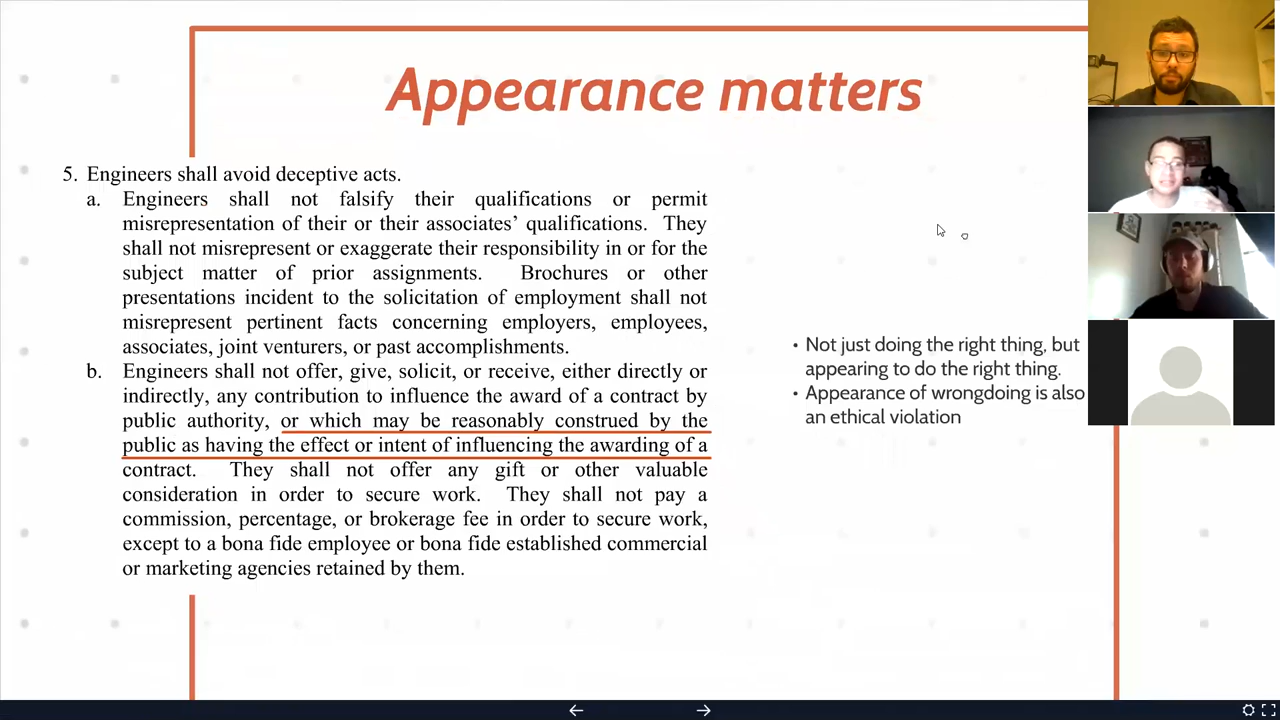 Appearance matters
5. Engineers shall avoid deceptive acts.
a. Engineers shall not falsify their qualifications or permit
misrepresentation of their or their associates’ qualifications. They
shall not misrepresent or exaggerate their responsibility in or for the
subject matter of prior assignments. Brochures or other
presentations incident to the solicitation of employment shall not
misrepresent pertinent facts concerning employers, employees,
associates, joint venturers, or past accomplishments.
b. Engineers shall not offer, give, solicit, or receive, either directly or
indirectly, any contribution to influence the award of a contract by
public authority, or which may be reasonably construed by the
public as having the effect or intent of influencing the awarding of a
contract. They shall not offer any gift or other valuable
consideration in order to secure work. They shall not pay a
commission, percentage, or brokerage fee in order to secure work,
except to a bona fide employee or bona fide established commercial
or marketing agencies retained by them.
• Not just doing the right thing, but
appearing to do the right thing.
• Appearance of wrongdoing is also
an ethical violation